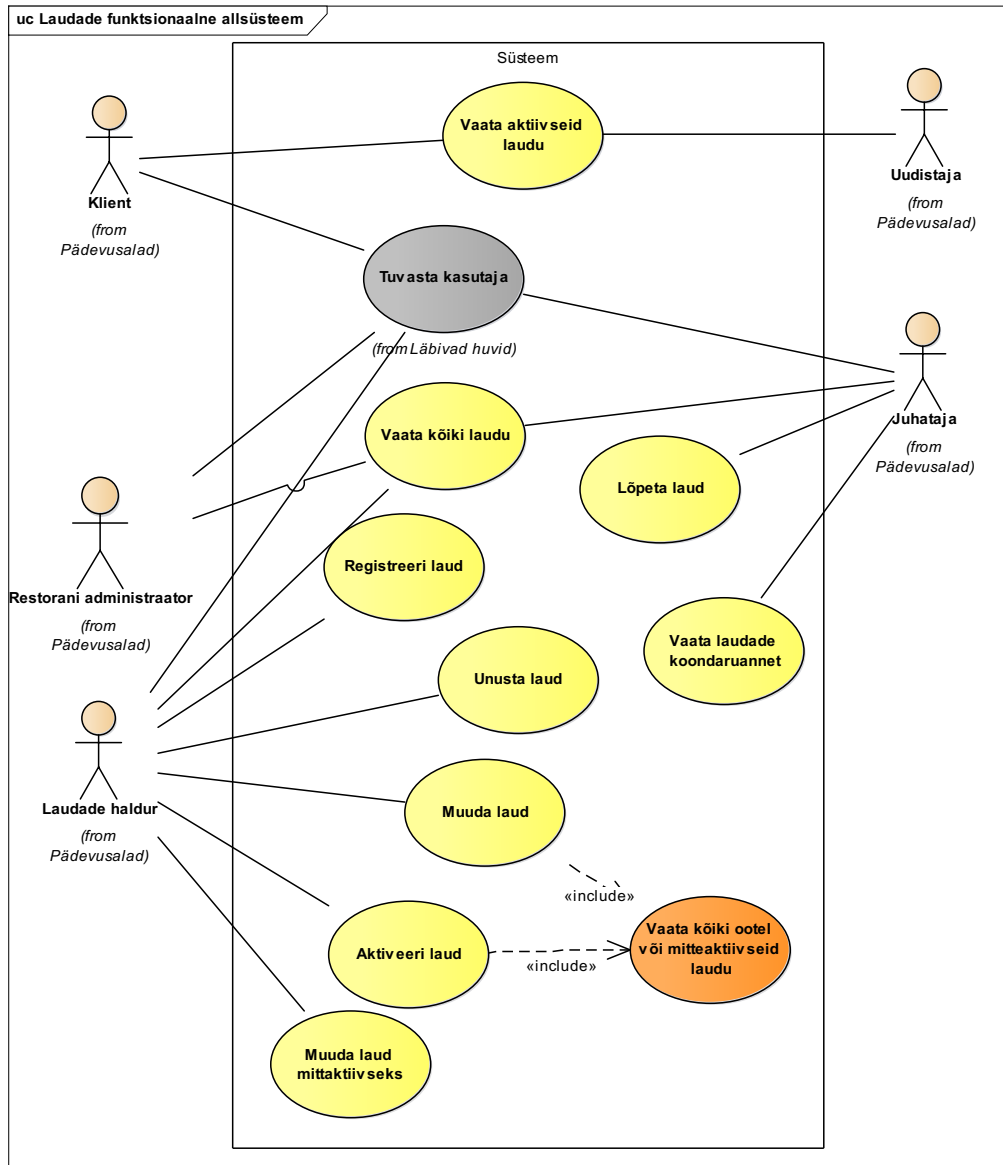 uc Laudade funktsionaalne allsüsteem
Süsteem
Vaata aktiivseid
laudu
Klient
(from
Pädevusalad)
Uudistaja
(from
Pädevusalad)
Tuvasta kasutaja
(from Läbivad huvid)
Vaata kõiki laudu
Juhataja
(from
Pädevusalad)
Lõpeta laud
Restorani administraator
(from
Pädevusalad)
Registreeri laud
Vaata laudade
koondaruannet
Unusta laud
Laudade haldur
(from
Pädevusalad)
Muuda laud
«include»
Aktiveeri laud
«include»
Vaata kõiki ootel
või mitteaktiivseid
laudu
Muuda laud
mittaktiivseks